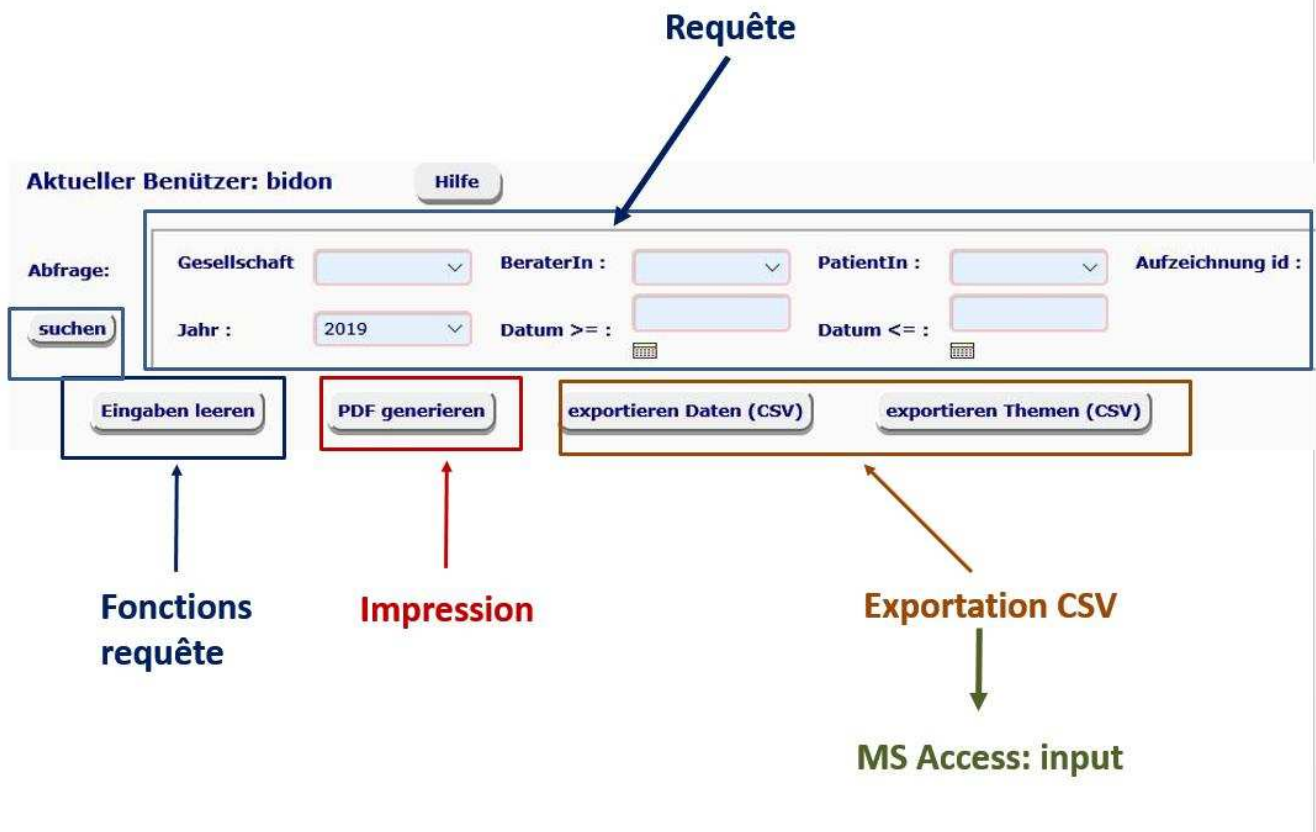 Requête
Aktueller Benützer: bidon Hilfe
Abfrage: Gesellschaft BeraterIn : PatientIn : Aufzeichnung id :
suchen Jahr : 2019 Datum >= : Datum <= :
Eingaben leeren PDF generieren exportieren Daten (CSV) exportieren Themen (CSV)
Fonctions
requête
Impression
Exportation CSV
MS Access: input